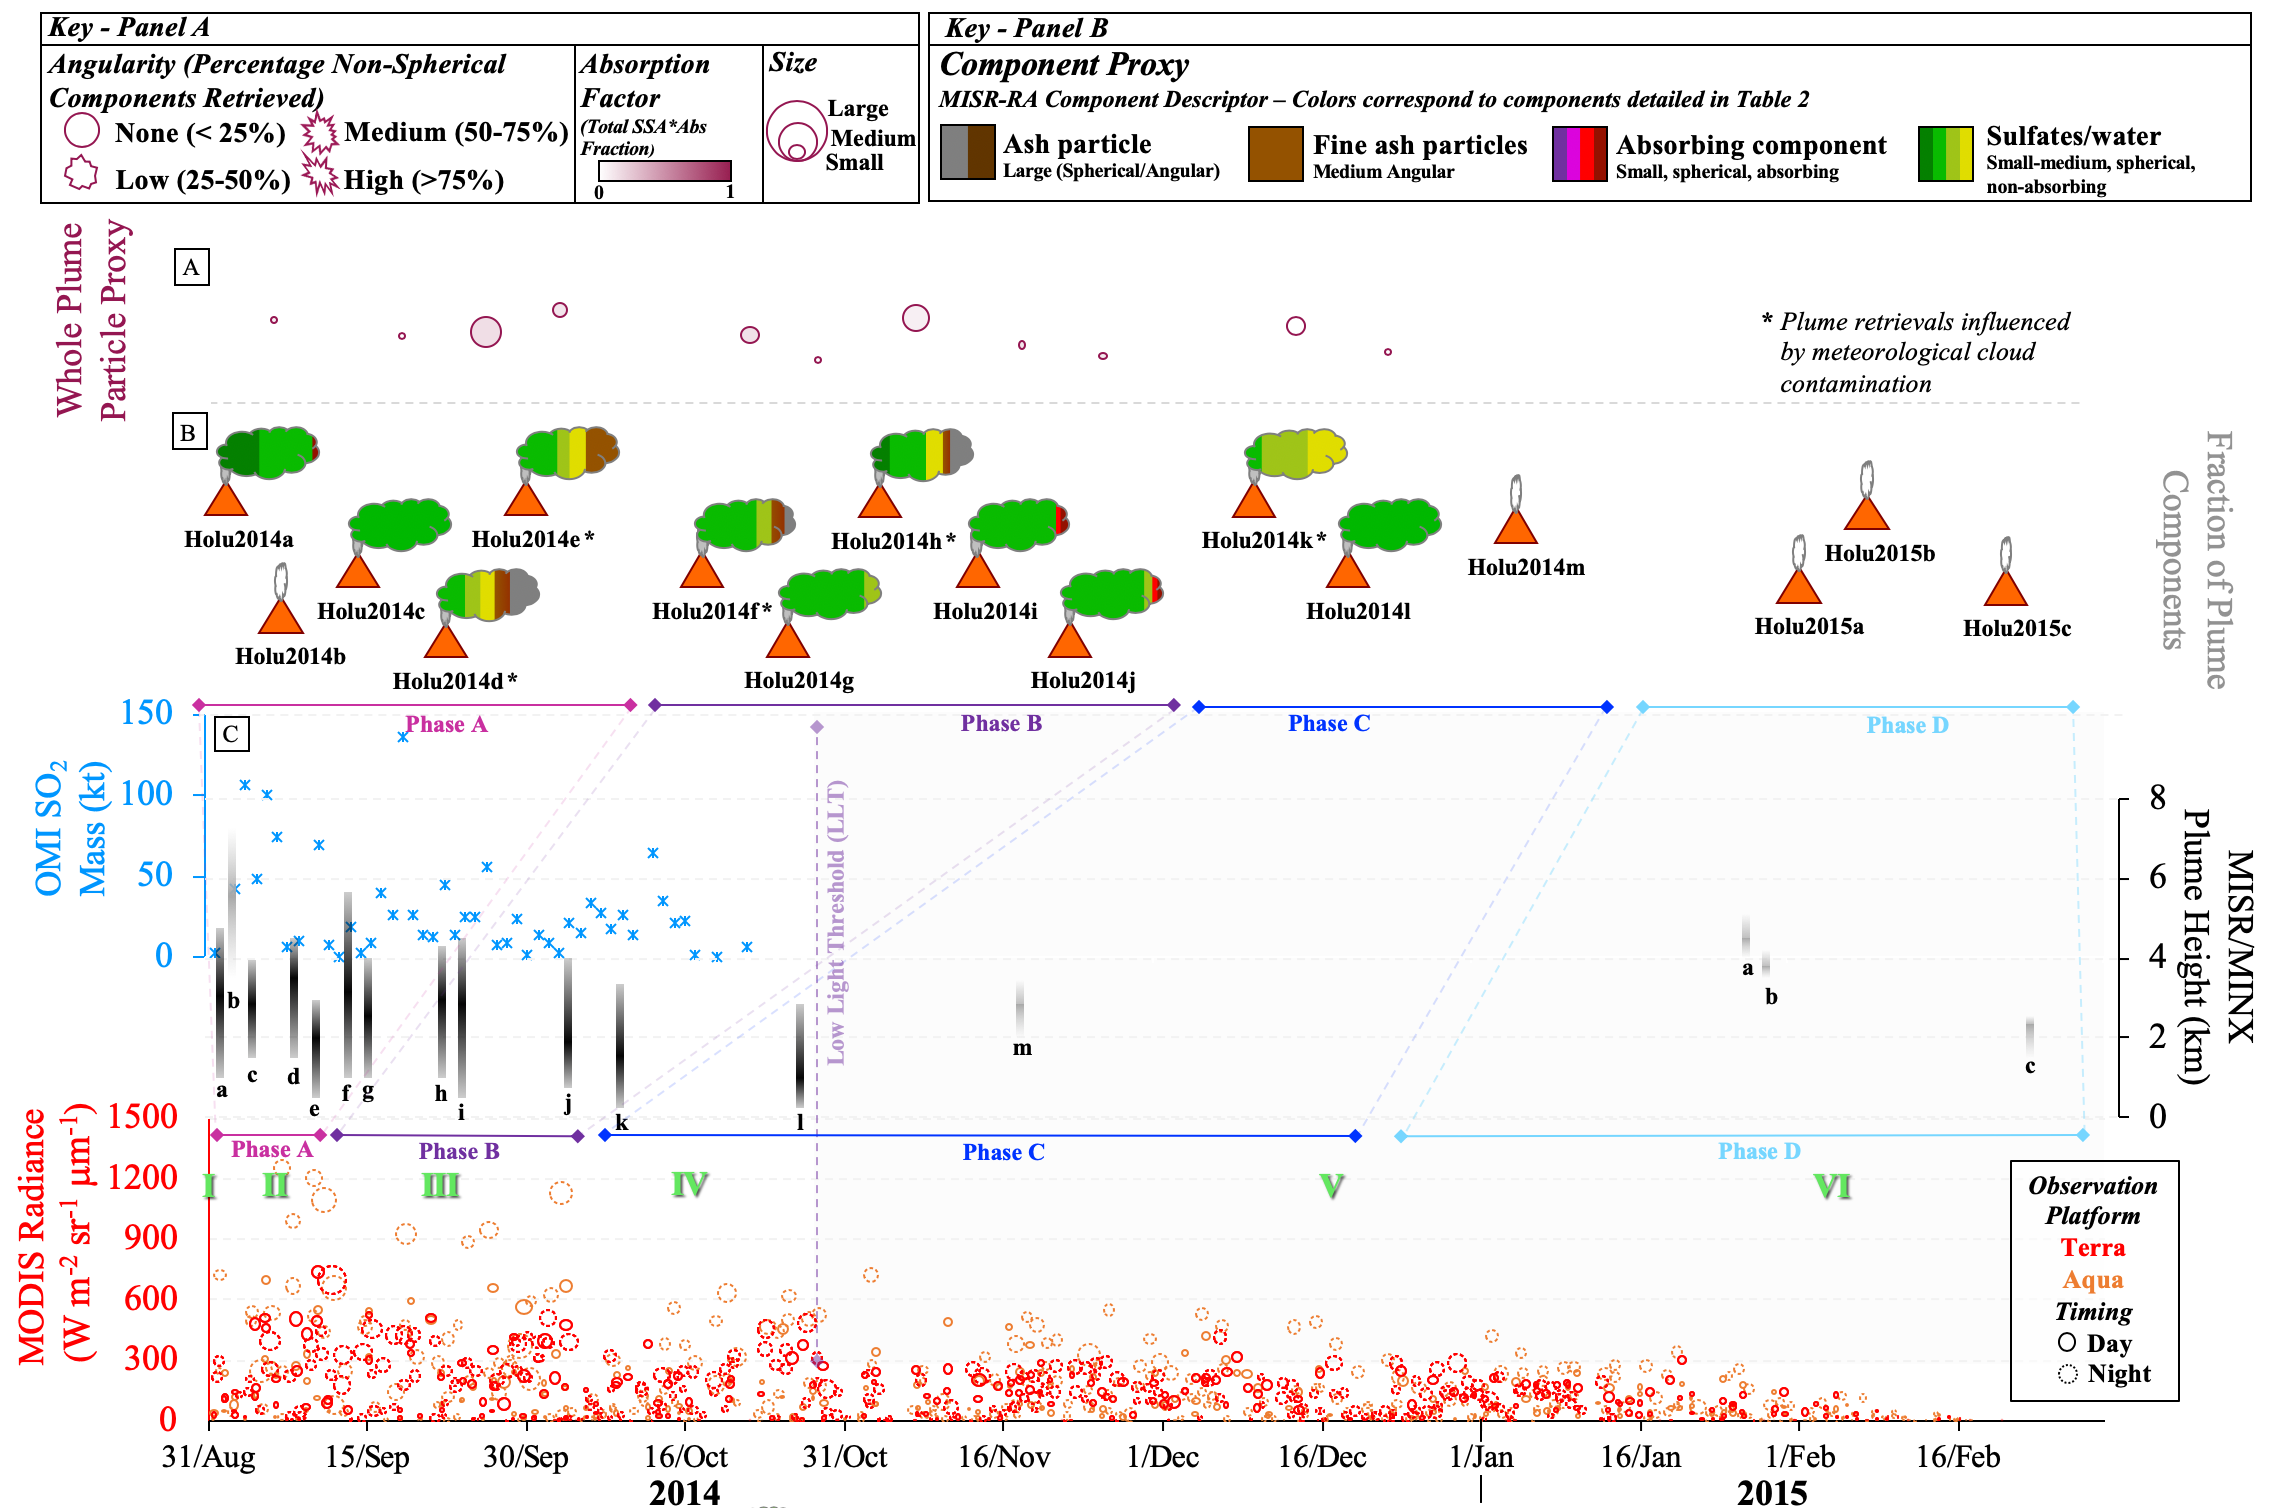 Key - Panel A
Angularity (Percentage Non-Spherical
Components Retrieved)
None (< 25%)
Medium (50-75%)
Low (25-50%)
High (>75%)
Absorption
Factor
(Total SSA*Abs
Fraction)
0 1
Size
Large
Medium
Small
Key - Panel B
Component Proxy
MISR-RA Component Descriptor – Colors correspond to components detailed in Table 2
Ash particle
Large (Spherical/Angular)
Fine ash particles
Medium Angular
Absorbing component
Small, spherical, absorbing
Sulfates/water
Small-medium, spherical,
non-absorbing
Whole Plume
Particle Proxy
A
* Plume retrievals influenced
by meteorological cloud
contamination
B
Holu2014a
Holu2014b
Holu2014c
Holu2014d*
Holu2014e*
Holu2014f*
Holu2014g
Holu2014h*
Holu2014i
Holu2014j
Holu2014k*
Holu2014l
Holu2014m
Holu2015a
Holu2015b
Holu2015c
Fraction of Plume
Components
Phase A
Phase B
Phase C
Phase D
C
OMI SO2
Mass (kt)
150
100
50
0
Low Light Threshold (LLT)
a
b
c
d
e
f
g
h
i
j
k
l
m
a
b
c
8
6
4
2
0
MISR/MINX
Plume Height (km)
Phase A
Phase B
Phase C
Phase D
I
II
III
IV
V
VI
MODIS Radiance
(W m-2 sr-1 µm-1)
1500
1200
900
600
300
0
Observation
Platform
Terra
Aqua
Timing
Day
Night
31/Aug 15/Sep 30/Sep 16/Oct 31/Oct 16/Nov 1/Dec 16/Dec 1/Jan 16/Jan 1/Feb 16/Feb
2014 2015